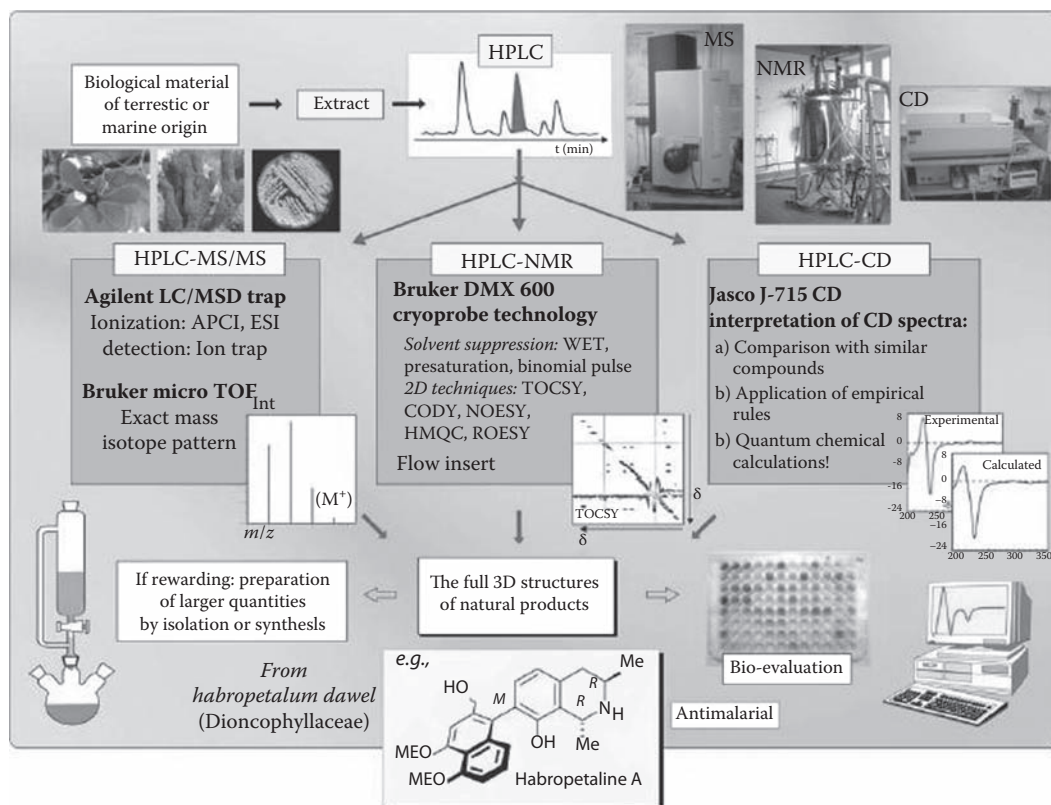 HPLC
MS
NMR
CD
Biological material
of terrestic or
marine origin
Extract
t (min)
HPLC-MS/MS
Agilent LC/MSD trap
Ionization: APCI, ESI
detection: Ion trap
Bruker micro TOF
Exact mass
isotope pattern
Int
(M+)
m/z
HPLC-NMR
Bruker DMX 600
cryoprobe technology
Solvent suppression: WET,
presaturation, binomial pulse
2D techniques: TOCSY,
CODY, NOESY,
HMQC, ROESY
Flow insert
TOCSY
δ
δ
HPLC-CD
Jasco J-715 CD
interpretation of CD spectra:
a) Comparison with similar
compounds
b) Application of empirical
rules
b) Quantum chemical
calculations!
8
Experimental
0
-8
-16
-24
200
250
8
Calculated
0
-8
-16
-24
200 250 300 350
If rewarding: preparation
of larger quantities
by isolation or synthesls
The full 3D structures
of natural products
Bio-evaluation
Antimalarial
From
habropetalum dawel
(Dioncophyllaceae)
e.g.,
Me
HO
M
R
R
NH
OH
Me
MEO
MEO
Habropetaline A